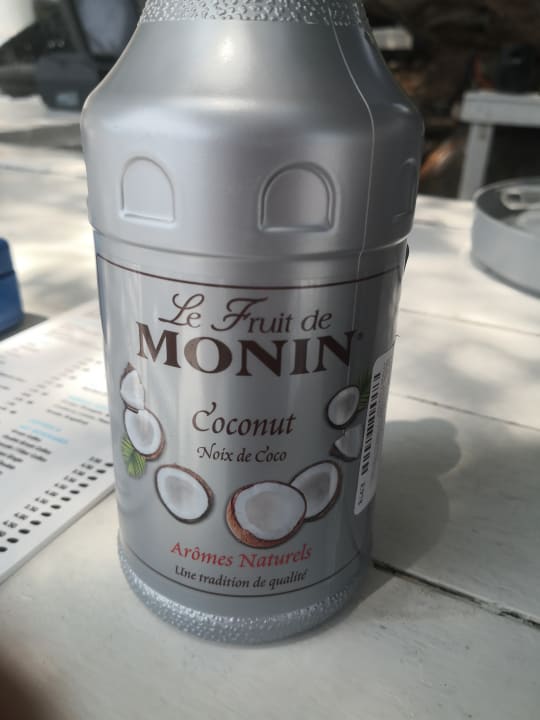 Le Fruit de
MONIN®
Coconut
Noix de Coco
Arômes Naturels
Une tradition de qualité